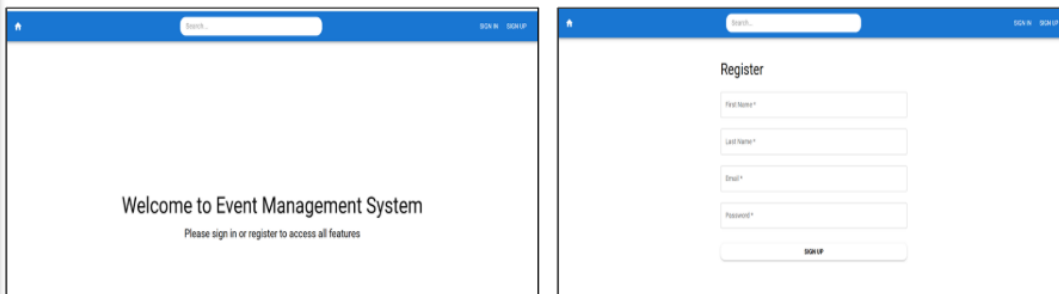 Search...
SIGN IN SIGN UP
Welcome to Event Management System
Please sign in or register to access all features
Search...
SIGN IN SIGN UP
Register
First Name *
Last Name *
Email *
Password *
SIGN UP